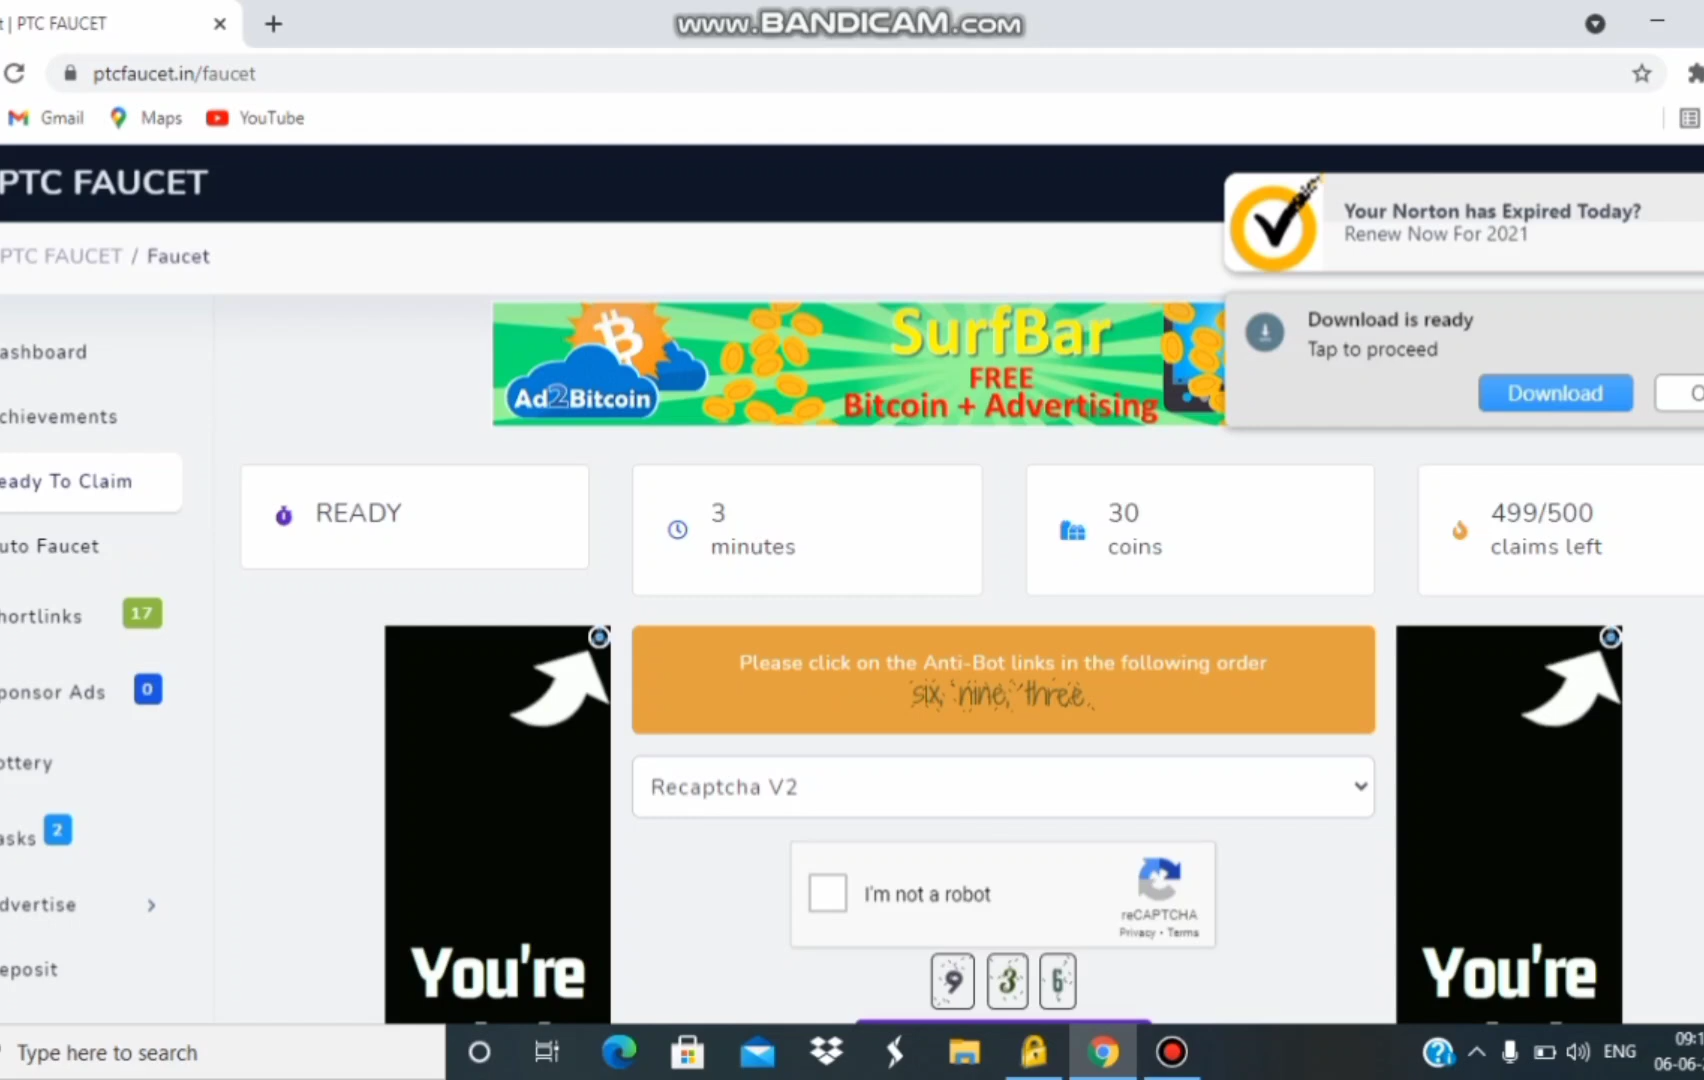 t | PTC FAUCET
www.BANDICAM.com
ptcfaucet.in/faucet
Gmail
Maps
YouTube
PTC FAUCET
Your Norton has Expired Today?
Renew Now For 2021
PTC FAUCET / Faucet
Download is ready
Tap to proceed
Download
O
Ad2Bitcoin
SurfBar
FREE
Bitcoin + Advertising
ashboard
chievements
eady To Claim
uto Faucet
hortlinks 17
ponsor Ads 0
ottery
asks 2
dvertise
eposit
READY
3
minutes
30
coins
499/500
claims left
Please click on the Anti-Bot links in the following order
six, nine, three
Recaptcha V2
I'm not a robot
reCAPTCHA
Privacy • Terms
9 3 6
You're
You're
Type here to search
ENG
09:1
06-06-